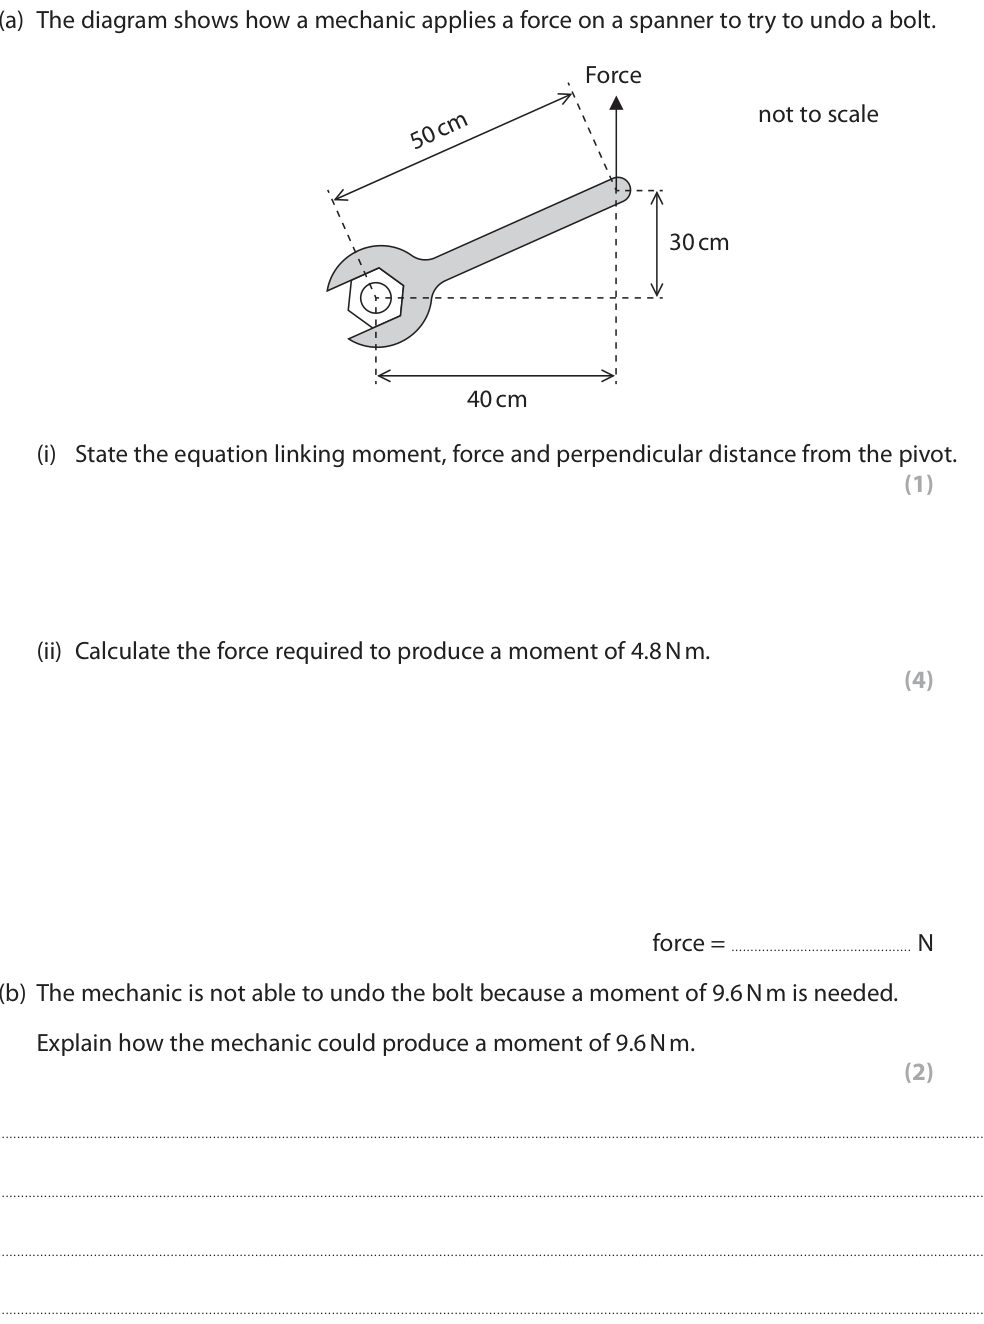 (a) The diagram shows how a mechanic applies a force on a spanner to try to undo a bolt.
Force
not to scale
50 cm
30 cm
40 cm
(i) State the equation linking moment, force and perpendicular distance from the pivot.
(1)
(ii) Calculate the force required to produce a moment of 4.8 N m.
(4)
force = .............................................. N
(b) The mechanic is not able to undo the bolt because a moment of 9.6 N m is needed.
Explain how the mechanic could produce a moment of 9.6 N m.
(2)